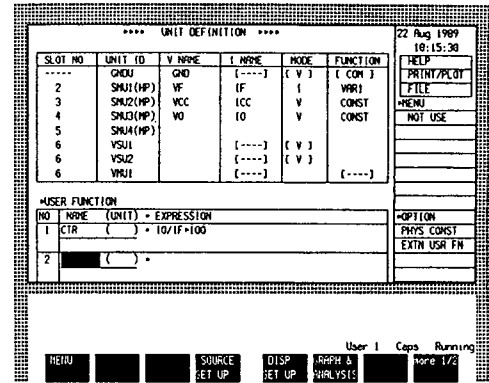 **** UNIT DEFINITION ****
22 Aug 1989
10:15:30
SLOT NO UNIT ID V NAME I NAME MODE FUNCTION
----- GNDU GND [----] [ V ] [ COM ]
2 SMU1(HP) VF IF I VAR1
3 SMU2(HP) VCC ICC V CONST
4 SMU3(MP) VO IO V CONST
5 SMU4(MP)
6 VSU1 [----] [ V ]
6 VSU2 [----] [ V ]
6 VMU1 [----]
HELP
PRINT/PLOT
FILE
*MENU
NOT USE
*USER FUNCTION
NO NAME (UNIT) = EXPRESSION
1 CTR ( ) = IO/IF*100
2 ( ) =
*OPTION
PHYS CONST
EXTN USR FN
User 1 Caps Running
MENU
SOURCE SET UP
DISP SET UP
GRAPH & ANALYSIS
more 1/2